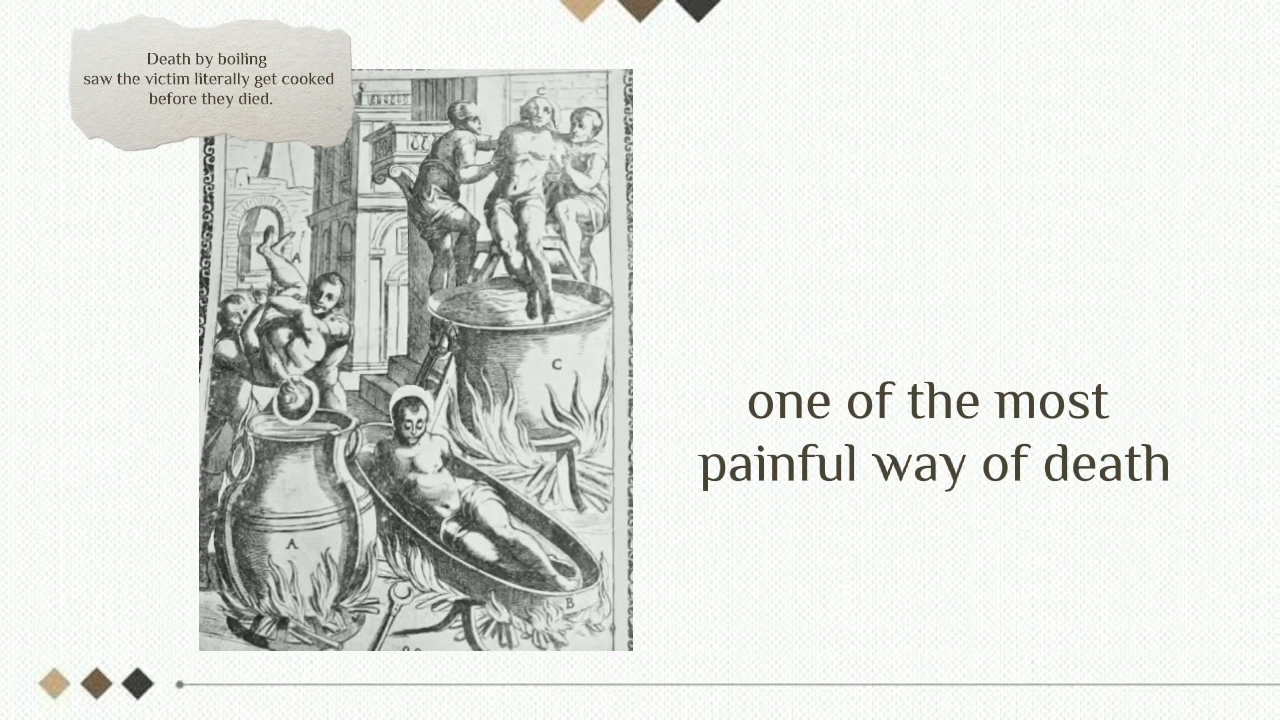 Death by boiling
saw the victim literally get cooked
before they died.
C
A
C
A
B
one of the most
painful way of death